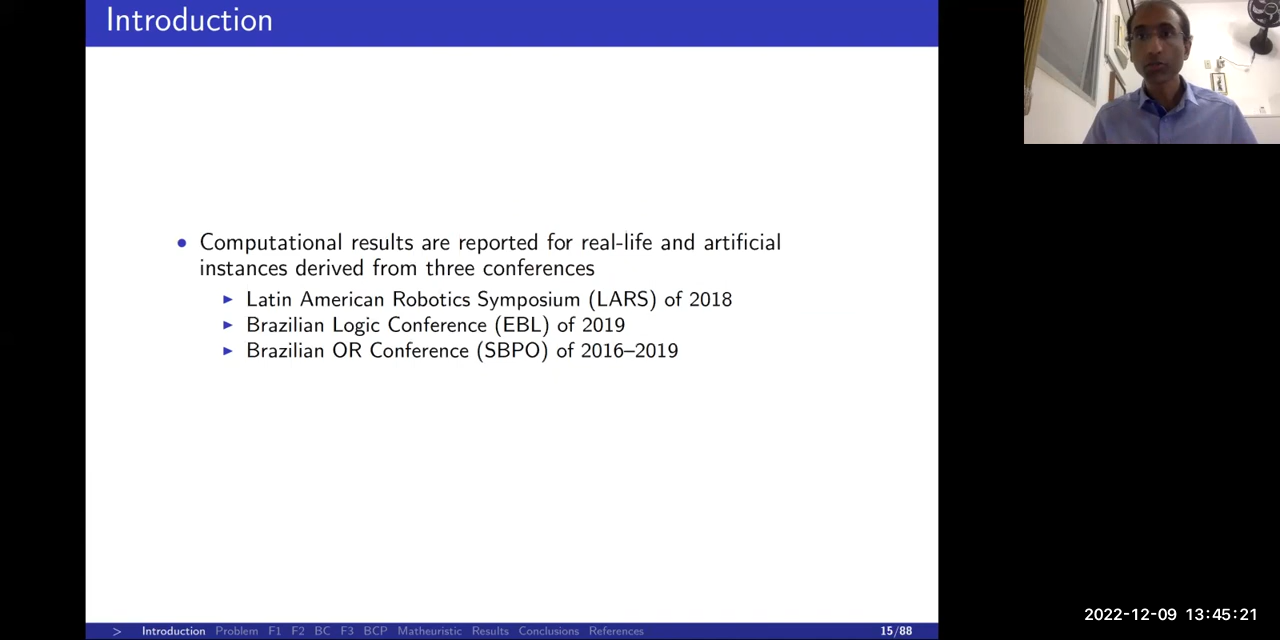 Introduction
• Computational results are reported for real-life and artificial
instances derived from three conferences
▶ Latin American Robotics Symposium (LARS) of 2018
▶ Brazilian Logic Conference (EBL) of 2019
▶ Brazilian OR Conference (SBPO) of 2016–2019
2022-12-09 13:45:21
> Introduction Problem F1 F2 BC F3 BCP Matheuristic Results Conclusions References 15/88